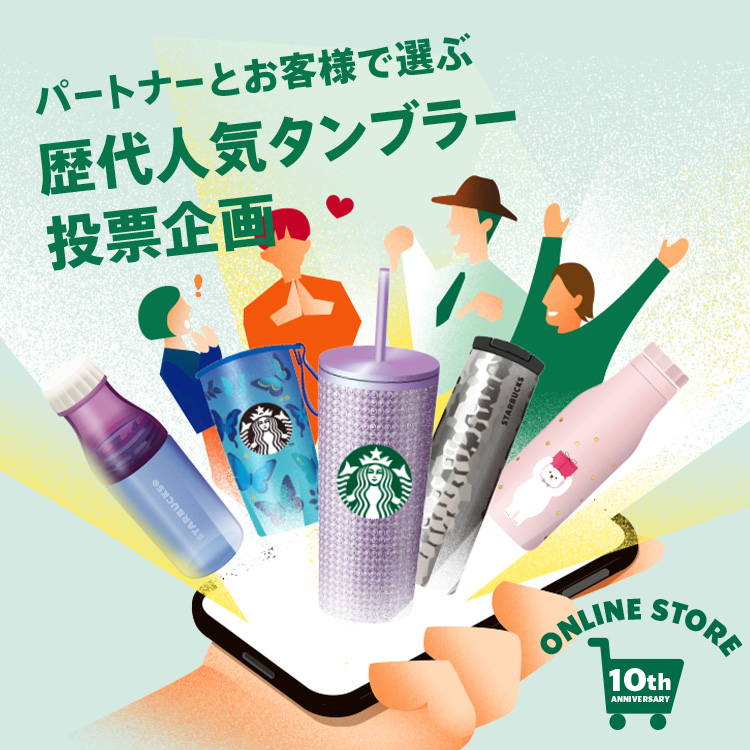 パートナーとお客様で選ぶ
歴代人気タンブラー
投票企画
STARBUCKS®
STARBUCKS
ONLINE STORE
10th
ANNIVERSARY